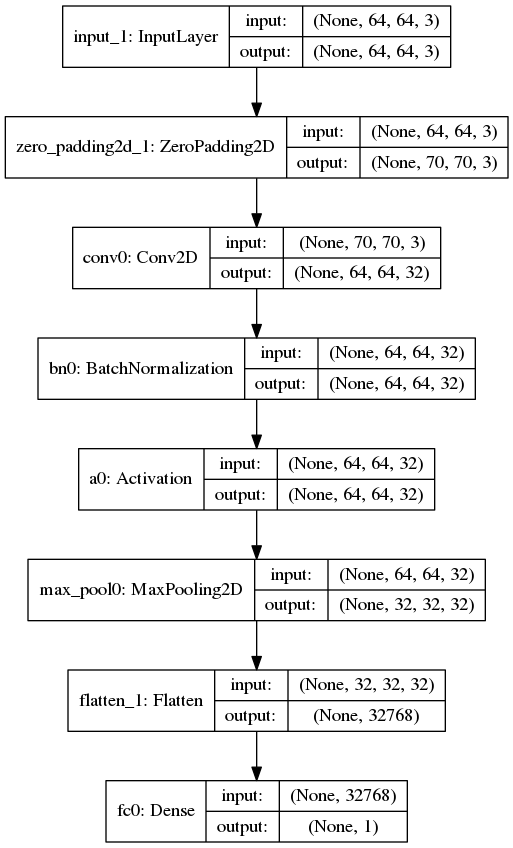 input_1: InputLayer
input:
(None, 64, 64, 3)
output:
(None, 64, 64, 3)
zero_padding2d_1: ZeroPadding2D
input:
(None, 64, 64, 3)
output:
(None, 70, 70, 3)
conv0: Conv2D
input:
(None, 70, 70, 3)
output:
(None, 64, 64, 32)
bn0: BatchNormalization
input:
(None, 64, 64, 32)
output:
(None, 64, 64, 32)
a0: Activation
input:
(None, 64, 64, 32)
output:
(None, 64, 64, 32)
max_pool0: MaxPooling2D
input:
(None, 64, 64, 32)
output:
(None, 32, 32, 32)
flatten_1: Flatten
input:
(None, 32, 32, 32)
output:
(None, 32768)
fc0: Dense
input:
(None, 32768)
output:
(None, 1)